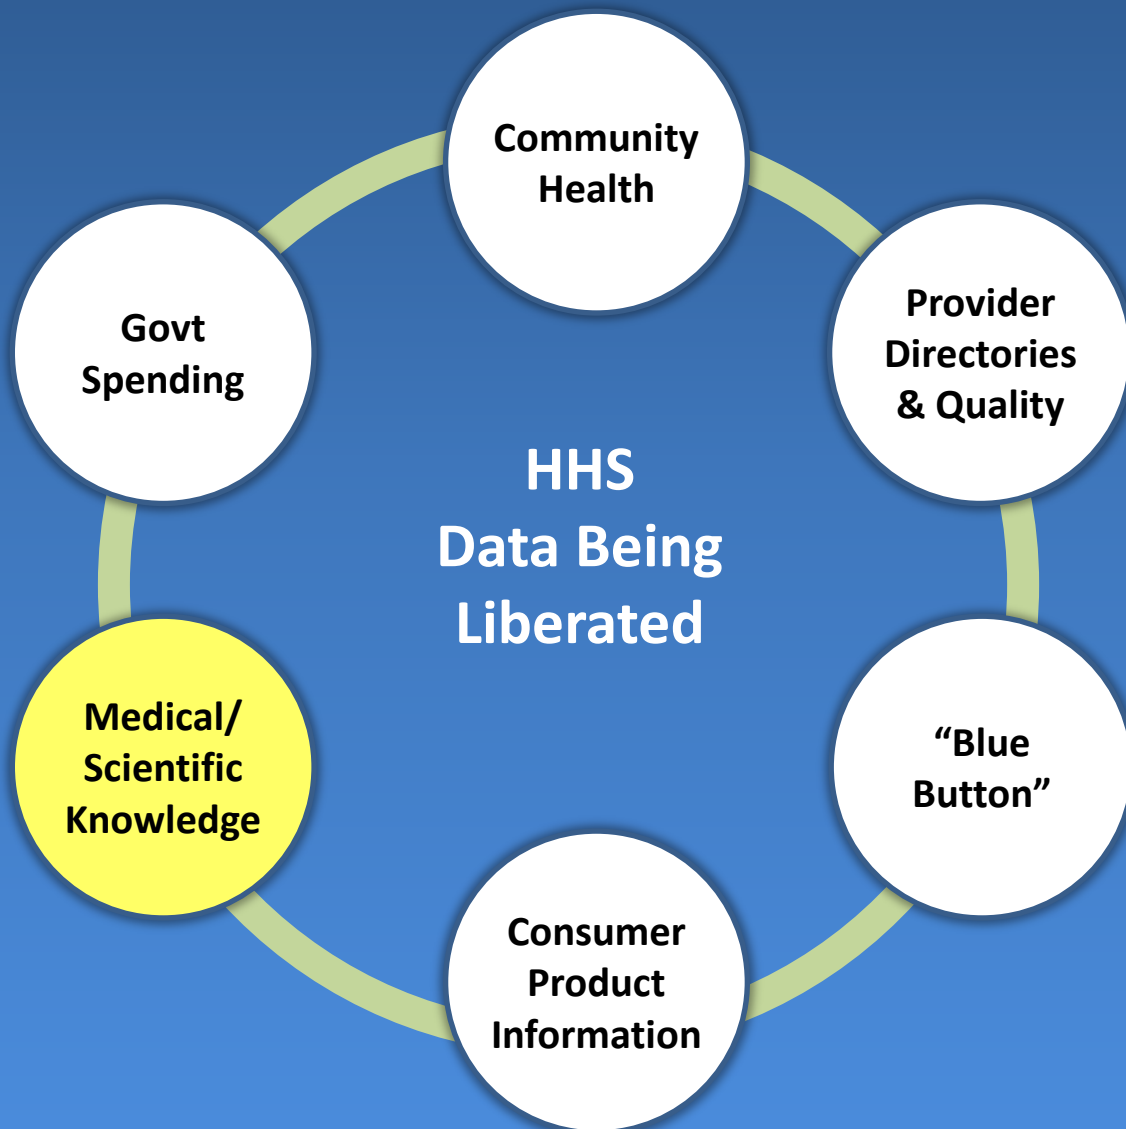 Community
Health
Provider
Directories
& Quality
“Blue
Button”
Consumer
Product
Information
Medical/
Scientific
Knowledge
Govt
Spending
HHS
Data Being
Liberated